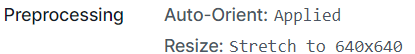 Preprocessing Auto-Orient: Applied
Resize: Stretch to 640x640